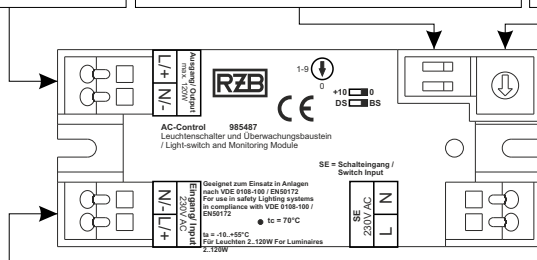 L/+
N/-
Ausgang/ Output
max. 120W
RZB
1-9
0
+10 0
DS BS
CE
AC-Control 985487
Leuchtenschalter und Überwachungsbaustein
/ Light-switch and Monitoring Module
SE = Schalteingang /
Switch Input
N/-
L/+
Eingang/ Input
230V AC
Geeignet zum Einsatz in Anlagen
nach VDE 0108-100 / EN50172
For use in safety Lighting systems
in compliance with VDE 0108-100 /
EN50172
tc = 70°C
ta = -10..+55°C
Für Leuchten 2..120W For Luminaires
2..120W
SE
230V AC
N
L